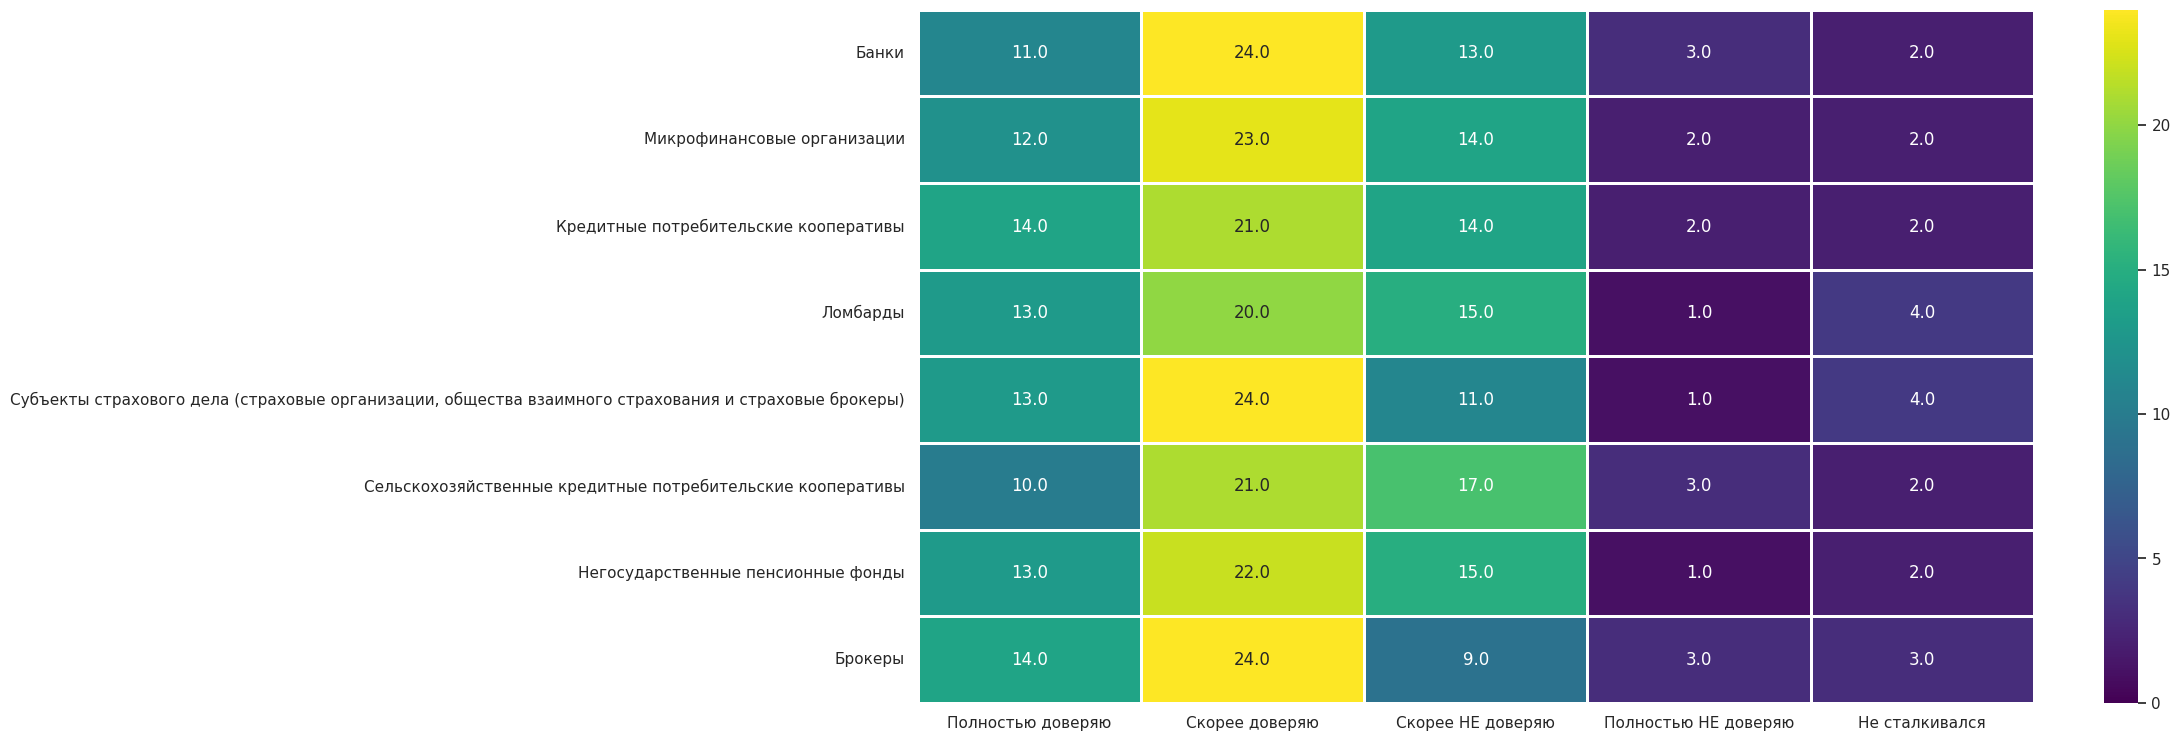 Банки 11.0 24.0 13.0 3.0 2.0
Микрофинансовые организации 12.0 23.0 14.0 2.0 2.0
Кредитные потребительские кооперативы 14.0 21.0 14.0 2.0 2.0
Ломбарды 13.0 20.0 15.0 1.0 4.0
Субъекты страхового дела (страховые организации, общества взаимного страхования и страховые брокеры) 13.0 24.0 11.0 1.0 4.0
Сельскохозяйственные кредитные потребительские кооперативы 10.0 21.0 17.0 3.0 2.0
Негосударственные пенсионные фонды 13.0 22.0 15.0 1.0 2.0
Брокеры 14.0 24.0 9.0 3.0 3.0
Полностью доверяю Скорее доверяю Скорее НЕ доверяю Полностью НЕ доверяю Не сталкивался
20
15
10
5
0